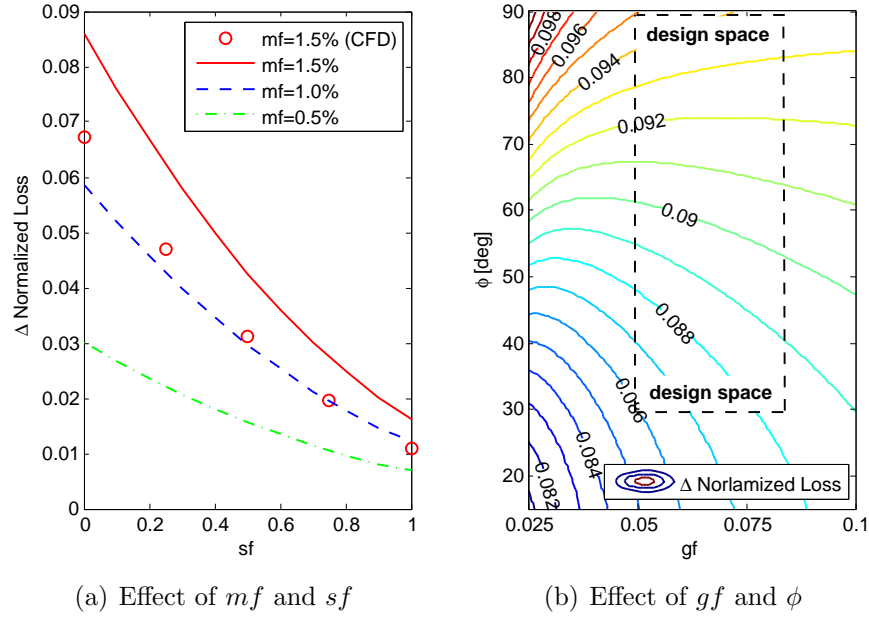 0.09
0.08
0.07
0.06
0.05
0.04
0.03
0.02
0.01
0
Δ Normalized Loss
0 0.2 0.4 0.6 0.8 1
sf
mf=1.5% (CFD)
mf=1.5%
mf=1.0%
mf=0.5%
(a) Effect of mf and sf
90
80
70
60
50
40
30
20
ϕ [deg]
0.025 0.05 0.075 0.1
gf
0.098
0.096
0.094
0.092
0.09
0.088
0.086
0.084
0.082
design space
design space
Δ Norlamized Loss
(b) Effect of gf and ϕ